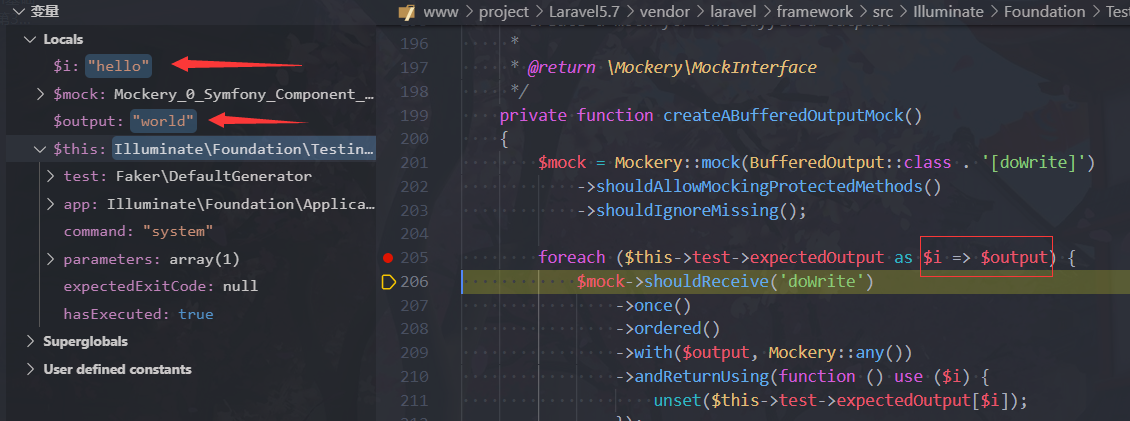 变量
Locals
$i: "hello"
$mock: Mockery_0_Symfony_Component_...
$output: "world"
$this: Illuminate\Foundation\Testin...
test: Faker\DefaultGenerator
app: Illuminate\Foundation\Applica...
command: "system"
parameters: array(1)
expectedExitCode: null
hasExecuted: true
Superglobals
User defined constants
www > project > Laravel5.7 > vendor > laravel > framework > src > Illuminate > Foundation > Tes
196 *
197 * @return \Mockery\MockInterface
198 */
199 private function createABufferedOutputMock()
200 {
201 $mock = Mockery::mock(BufferedOutput::class . '[doWrite]')
202 ->shouldAllowMockingProtectedMethods()
203 ->shouldIgnoreMissing();
204
205 foreach ($this->test->expectedOutput as $i => $output) {
206 $mock->shouldReceive('doWrite')
207 ->once()
208 ->ordered()
209 ->with($output, Mockery::any())
210 ->andReturnUsing(function () use ($i) {
211 unset($this->test->expectedOutput[$i]);